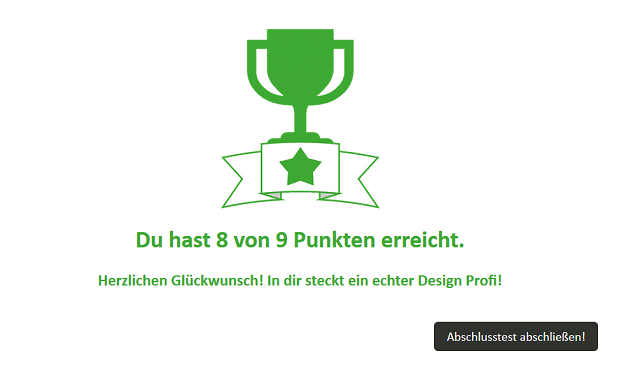 Du hast 8 von 9 Punkten erreicht.
Herzlichen Glückwunsch! In dir steckt ein echter Design Profi!
Abschlusstest abschließen!